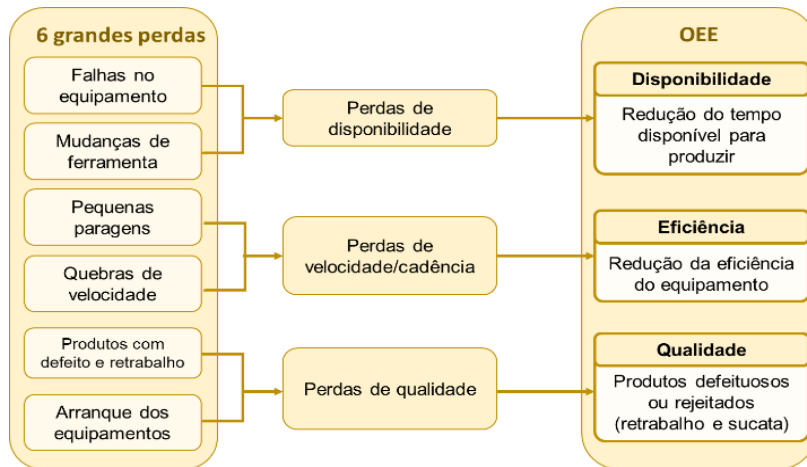 6 grandes perdas
Falhas no
equipamento
Mudanças de
ferramenta
Pequenas
paragens
Quebras de
velocidade
Produtos com
defeito e retrabalho
Arranque dos
equipamentos
Perdas de
disponibilidade
Perdas de
velocidade/cadência
Perdas de qualidade
OEE
Disponibilidade
Redução do tempo
disponível para
produzir
Eficiência
Redução da eficiência
do equipamento
Qualidade
Produtos defeituosos
ou rejeitados
(retrabalho e sucata)